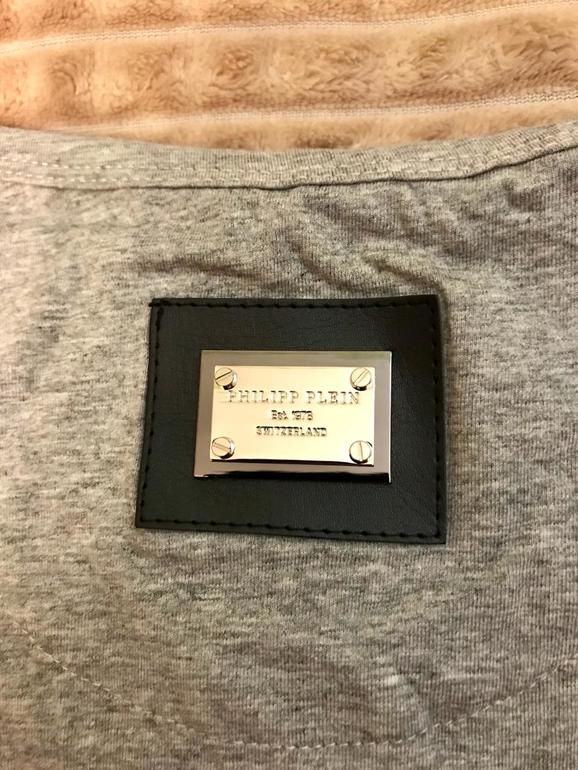 PHILIPP PLEIN
Est. 1978
SWITZERLAND